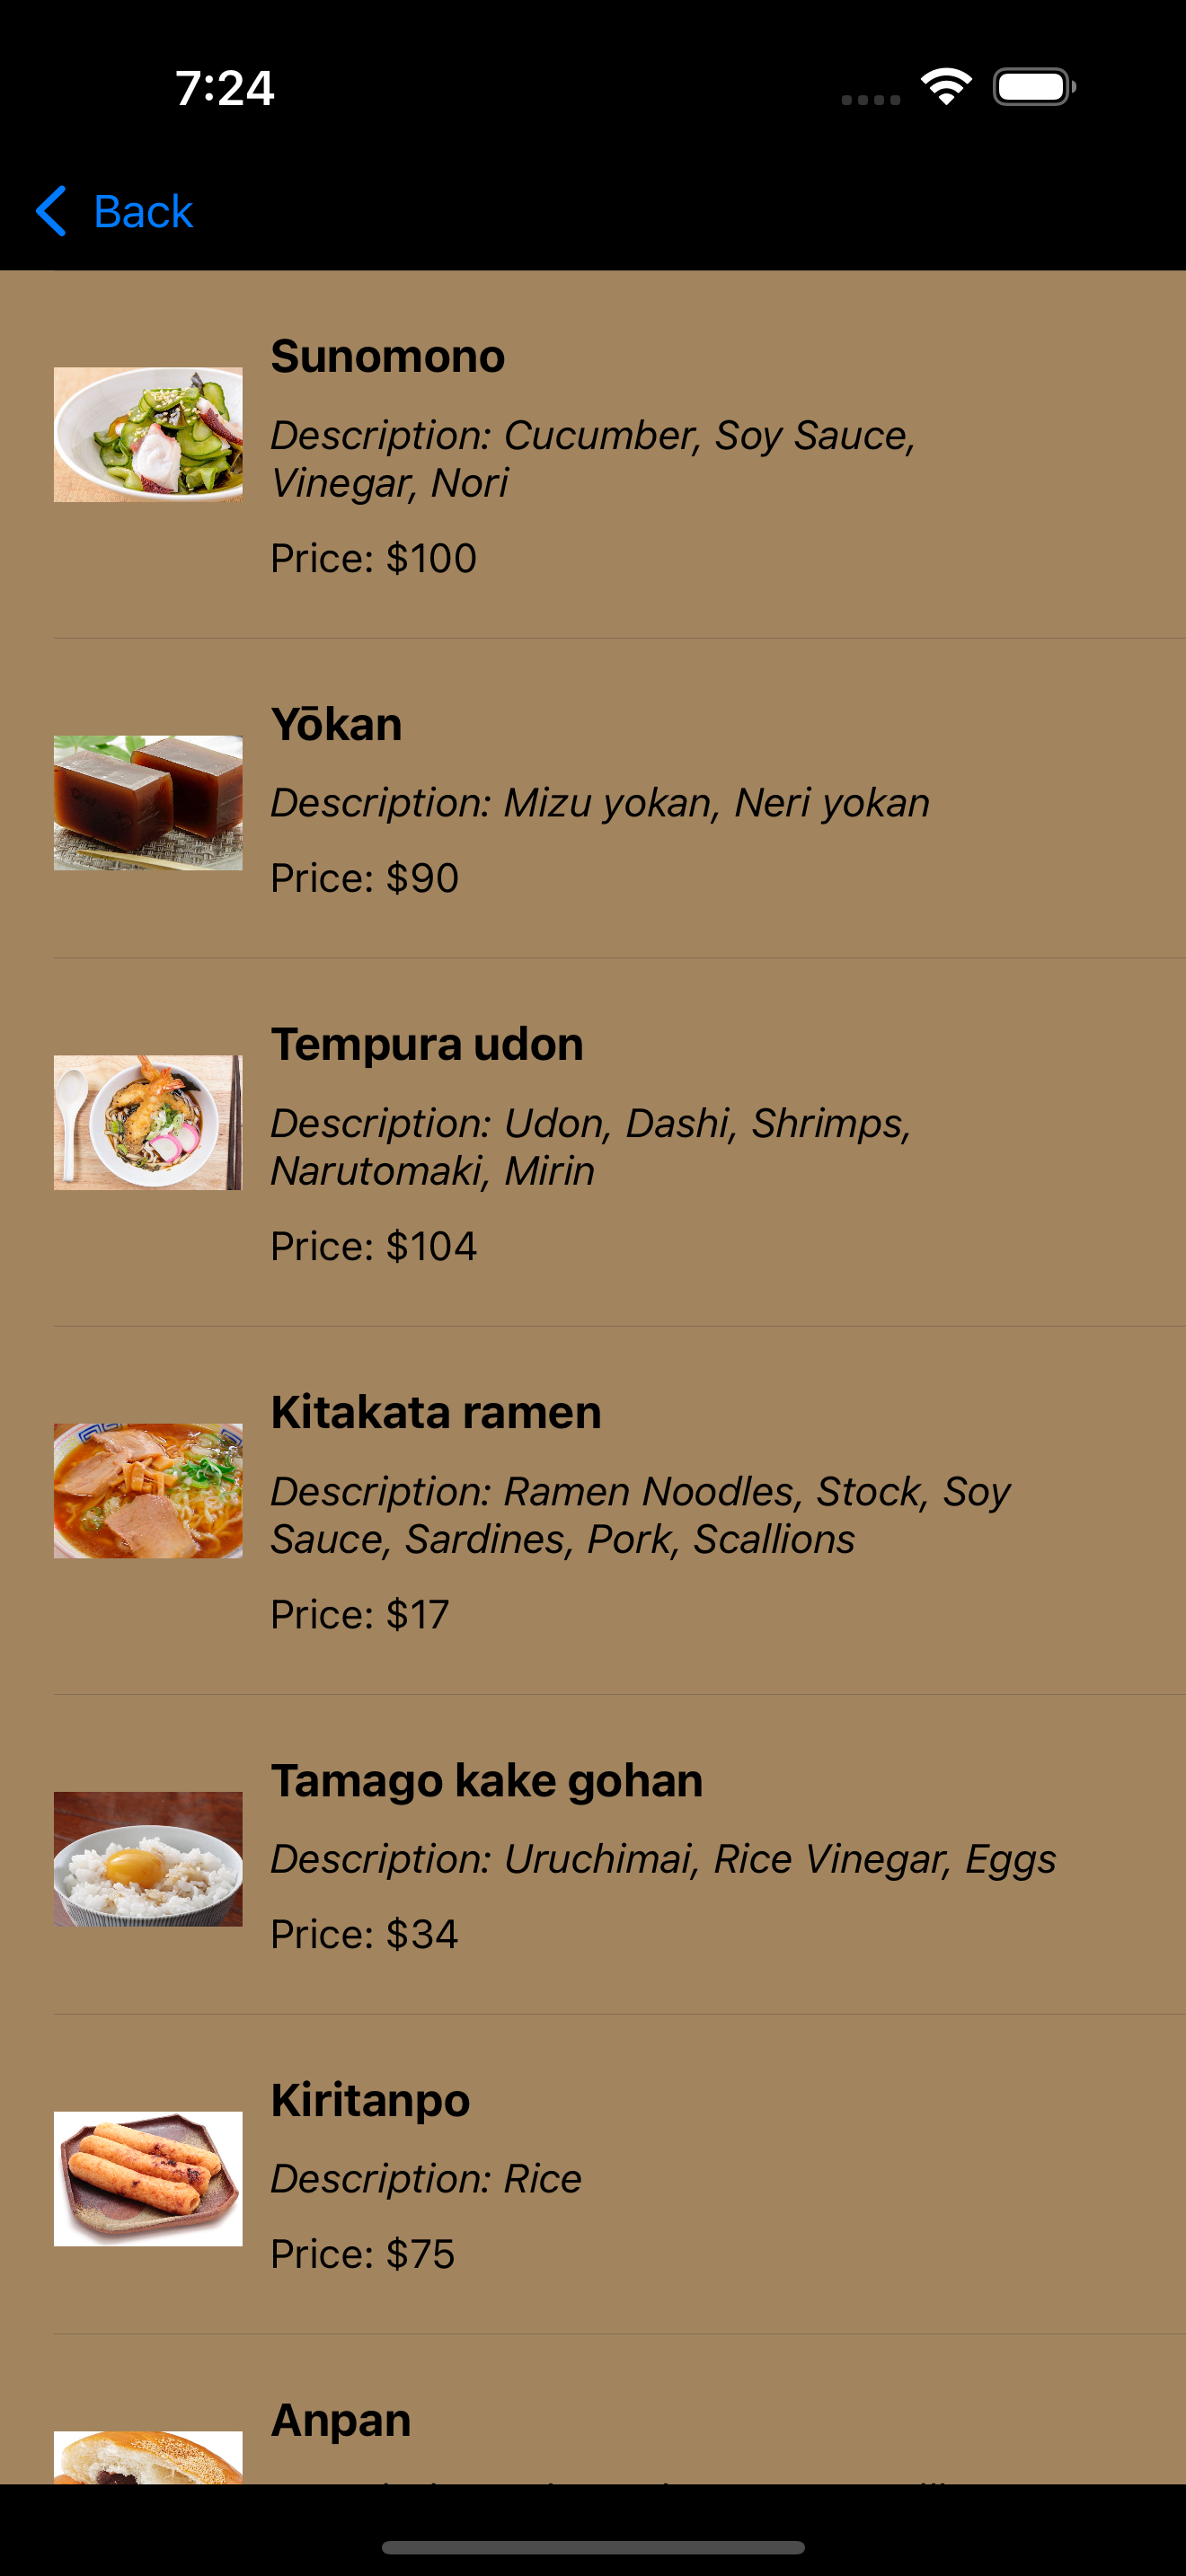 7:24
Back
Sunomono
Description: Cucumber, Soy Sauce,
Vinegar, Nori
Price: $100
Yōkan
Description: Mizu yokan, Neri yokan
Price: $90
Tempura udon
Description: Udon, Dashi, Shrimps,
Narutomaki, Mirin
Price: $104
Kitakata ramen
Description: Ramen Noodles, Stock, Soy
Sauce, Sardines, Pork, Scallions
Price: $17
Tamago kake gohan
Description: Uruchimai, Rice Vinegar, Eggs
Price: $34
Kiritanpo
Description: Rice
Price: $75
Anpan